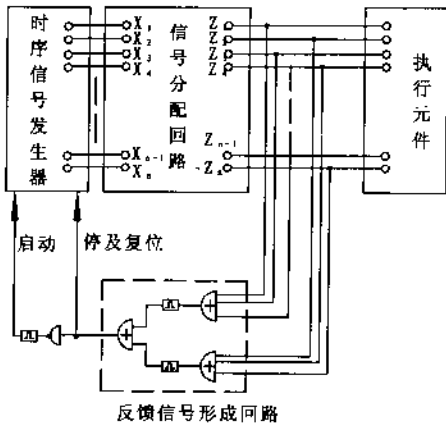 时序信号发生器
X₁
X₂
X₃
X₄
Xₙ₋₁
Xₙ
信号分配回路
Z
Z
Z
Z
Zₙ₋₁
Zₙ
执行元件
启动
停及复位
+
+
+
反馈信号形成回路